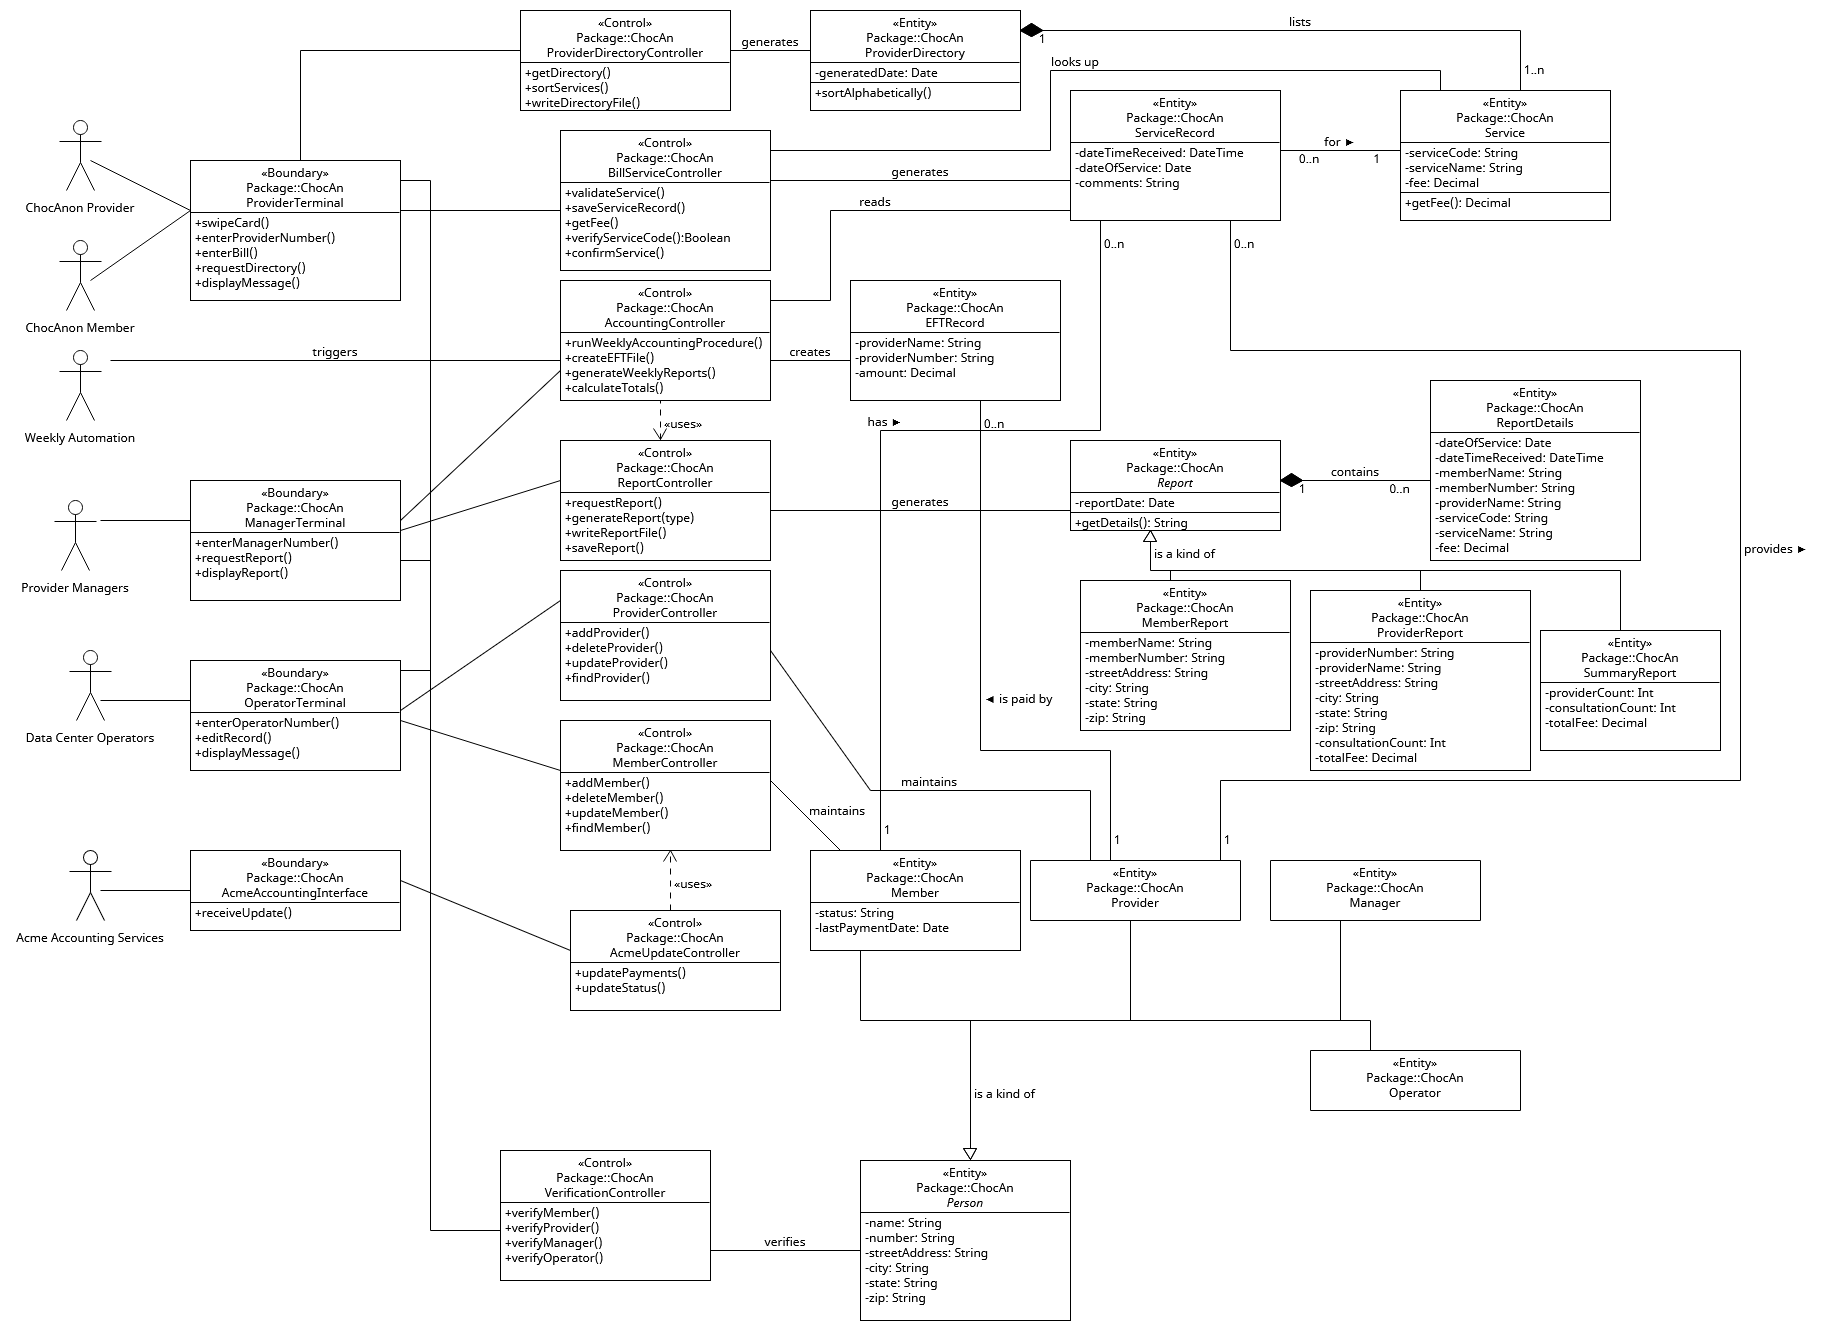 «Control»
Package::ChocAn
ProviderDirectoryController
+getDirectory()
+sortServices()
+writeDirectoryFile()
generates
«Entity»
Package::ChocAn
ProviderDirectory
-generatedDate: Date
+sortAlphabetically()
1
lists
1..n
looks up
«Entity»
Package::ChocAn
ServiceRecord
-dateTimeReceived: DateTime
-dateOfService: Date
-comments: String
for ►
0..n
1
«Entity»
Package::ChocAn
Service
-serviceCode: String
-serviceName: String
-fee: Decimal
+getFee(): Decimal
ChocAnon Provider
ChocAnon Member
«Boundary»
Package::ChocAn
ProviderTerminal
+swipeCard()
+enterProviderNumber()
+enterBill()
+requestDirectory()
+displayMessage()
«Control»
Package::ChocAn
BillServiceController
+validateService()
+saveServiceRecord()
+getFee()
+verifyServiceCode():Boolean
+confirmService()
generates
reads
0..n
0..n
Weekly Automation
triggers
«Control»
Package::ChocAn
AccountingController
+runWeeklyAccountingProcedure()
+createEFTFile()
+generateWeeklyReports()
+calculateTotals()
creates
«Entity»
Package::ChocAn
EFTRecord
-providerName: String
-providerNumber: String
-amount: Decimal
has ►
0..n
«uses»
Provider Managers
«Boundary»
Package::ChocAn
ManagerTerminal
+enterManagerNumber()
+requestReport()
+displayReport()
«Control»
Package::ChocAn
ReportController
+requestReport()
+generateReport(type)
+writeReportFile()
+saveReport()
generates
«Entity»
Package::ChocAn
Report
-reportDate: Date
+getDetails(): String
contains
1
0..n
«Entity»
Package::ChocAn
ReportDetails
-dateOfService: Date
-dateTimeReceived: DateTime
-memberName: String
-memberNumber: String
-providerName: String
-serviceCode: String
-serviceName: String
-fee: Decimal
provides ►
is a kind of
«Entity»
Package::ChocAn
MemberReport
-memberName: String
-memberNumber: String
-streetAddress: String
-city: String
-state: String
-zip: String
«Entity»
Package::ChocAn
ProviderReport
-providerNumber: String
-providerName: String
-streetAddress: String
-city: String
-state: String
-zip: String
-consultationCount: Int
-totalFee: Decimal
«Entity»
Package::ChocAn
SummaryReport
-providerCount: Int
-consultationCount: Int
-totalFee: Decimal
Data Center Operators
«Boundary»
Package::ChocAn
OperatorTerminal
+enterOperatorNumber()
+editRecord()
+displayMessage()
«Control»
Package::ChocAn
ProviderController
+addProvider()
+deleteProvider()
+updateProvider()
+findProvider()
◄ is paid by
«Control»
Package::ChocAn
MemberController
+addMember()
+deleteMember()
+updateMember()
+findMember()
maintains
maintains
1
1
1
Acme Accounting Services
«Boundary»
Package::ChocAn
AcmeAccountingInterface
+receiveUpdate()
«uses»
«Control»
Package::ChocAn
AcmeUpdateController
+updatePayments()
+updateStatus()
«Entity»
Package::ChocAn
Member
-status: String
-lastPaymentDate: Date
«Entity»
Package::ChocAn
Provider
«Entity»
Package::ChocAn
Manager
«Entity»
Package::ChocAn
Operator
is a kind of
«Control»
Package::ChocAn
VerificationController
+verifyMember()
+verifyProvider()
+verifyManager()
+verifyOperator()
verifies
«Entity»
Package::ChocAn
Person
-name: String
-number: String
-streetAddress: String
-city: String
-state: String
-zip: String